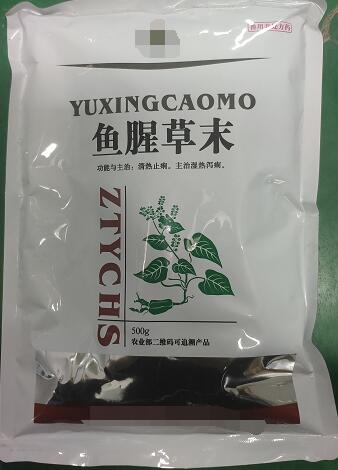 兽用非处方药
YUXINGCAOMO
鱼腥草末
功能与主治：清热止痢。主治湿热泻痢。
ZTYCHS
500g
农业部二维码可追溯产品